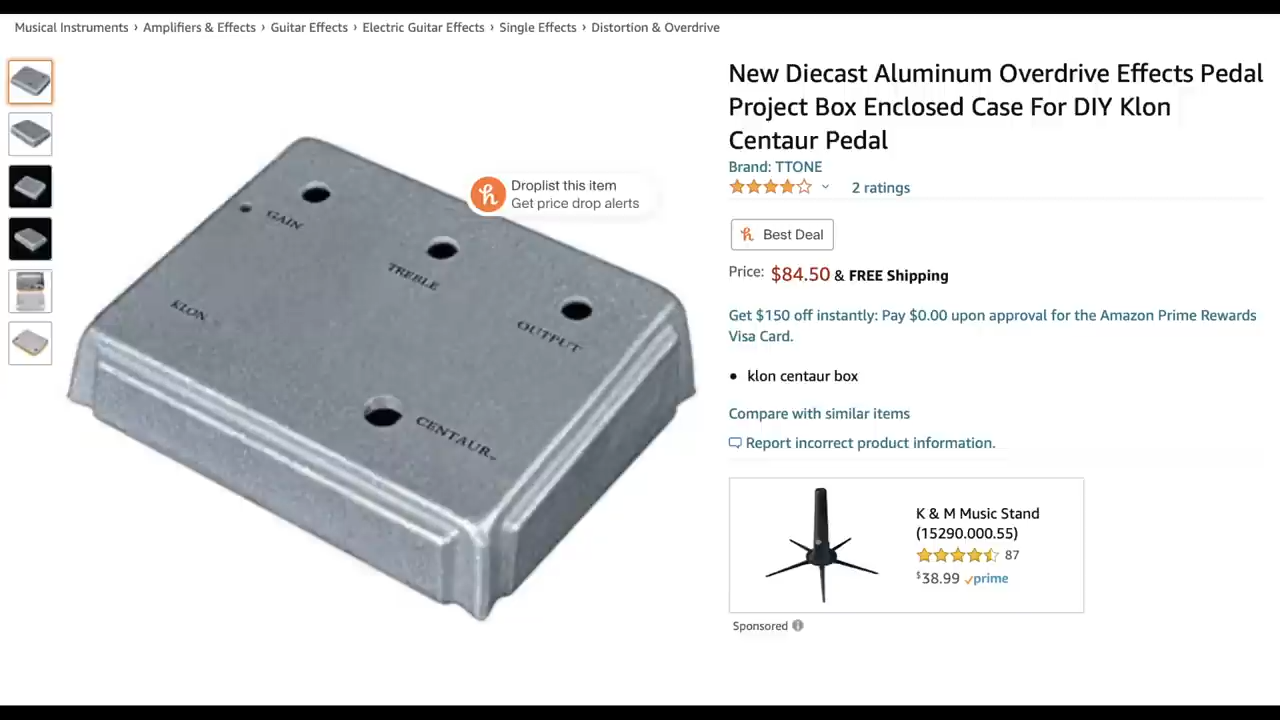 Musical Instruments › Amplifiers & Effects › Guitar Effects › Electric Guitar Effects › Single Effects › Distortion & Overdrive
New Diecast Aluminum Overdrive Effects Pedal
Project Box Enclosed Case For DIY Klon
Centaur Pedal
Brand: TTONE
2 ratings
h Best Deal
Price: $84.50 & FREE Shipping
Get $150 off instantly: Pay $0.00 upon approval for the Amazon Prime Rewards
Visa Card.
• klon centaur box
Compare with similar items
Report incorrect product information.
K & M Music Stand
(15290.000.55)
87
$38.99 prime
Sponsored
h Droplist this item
Get price drop alerts
GAIN
TREBLE
OUTPUT
KLON
CENTAUR